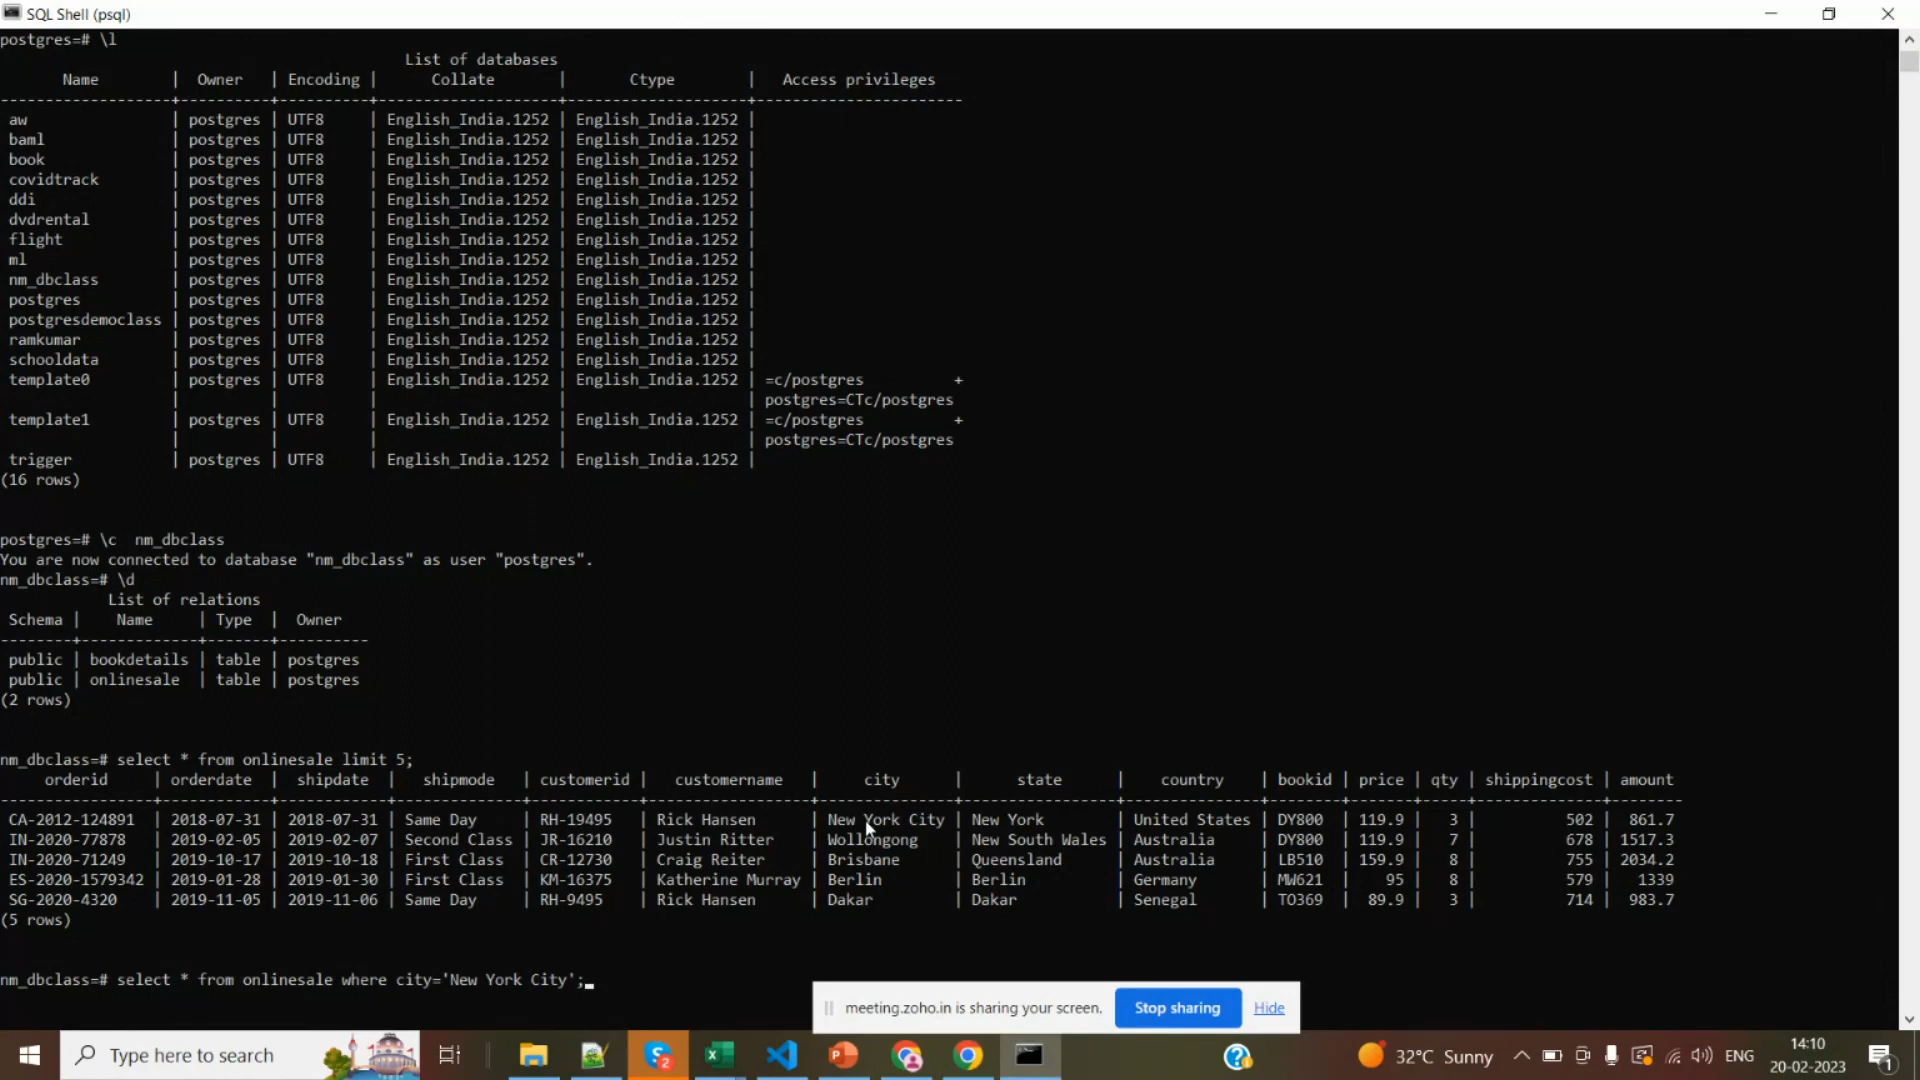 SQL Shell (psql)
postgres=# \l
List of databases
Name | Owner | Encoding | Collate | Ctype | Access privileges
-------------------+----------+----------+--------------------+--------------------+-----------------------
aw | postgres | UTF8 | English_India.1252 | English_India.1252 |
baml | postgres | UTF8 | English_India.1252 | English_India.1252 |
book | postgres | UTF8 | English_India.1252 | English_India.1252 |
covidtrack | postgres | UTF8 | English_India.1252 | English_India.1252 |
ddi | postgres | UTF8 | English_India.1252 | English_India.1252 |
dvdrental | postgres | UTF8 | English_India.1252 | English_India.1252 |
flight | postgres | UTF8 | English_India.1252 | English_India.1252 |
ml | postgres | UTF8 | English_India.1252 | English_India.1252 |
nm_dbclass | postgres | UTF8 | English_India.1252 | English_India.1252 |
postgres | postgres | UTF8 | English_India.1252 | English_India.1252 |
postgresdemoclass | postgres | UTF8 | English_India.1252 | English_India.1252 |
ramkumar | postgres | UTF8 | English_India.1252 | English_India.1252 |
schooldata | postgres | UTF8 | English_India.1252 | English_India.1252 |
template0 | postgres | UTF8 | English_India.1252 | English_India.1252 | =c/postgres +
| | | | | postgres=CTc/postgres
template1 | postgres | UTF8 | English_India.1252 | English_India.1252 | =c/postgres +
| | | | | postgres=CTc/postgres
trigger | postgres | UTF8 | English_India.1252 | English_India.1252 |
(16 rows)
postgres=# \c  nm_dbclass
You are now connected to database "nm_dbclass" as user "postgres".
nm_dbclass=# \d
List of relations
Schema | Name | Type | Owner
--------+-------------+-------+----------
public | bookdetails | table | postgres
public | onlinesale | table | postgres
(2 rows)
nm_dbclass=# select * from onlinesale limit 5;
orderid | orderdate | shipdate | shipmode | customerid | customername | city | state | country | bookid | price | qty | shippingcost | amount
-----------------+------------+------------+--------------+------------+------------------+---------------+-----------------+---------------+--------+-------+-----+--------------+--------
CA-2012-124891 | 2018-07-31 | 2018-07-31 | Same Day | RH-19495 | Rick Hansen | New York City | New York | United States | DY800 | 119.9 | 3 | 502 | 861.7
IN-2020-77878 | 2019-02-05 | 2019-02-07 | Second Class | JR-16210 | Justin Ritter | Wollongong | New South Wales | Australia | DY800 | 119.9 | 7 | 678 | 1517.3
IN-2020-71249 | 2019-10-17 | 2019-10-18 | First Class | CR-12730 | Craig Reiter | Brisbane | Queensland | Australia | LB510 | 159.9 | 8 | 755 | 2034.2
ES-2020-1579342 | 2019-01-28 | 2019-01-30 | First Class | KM-16375 | Katherine Murray | Berlin | Berlin | Germany | MW621 | 95 | 8 | 579 | 1339
SG-2020-4320 | 2019-11-05 | 2019-11-06 | Same Day | RH-9495 | Rick Hansen | Dakar | Dakar | Senegal | TO369 | 89.9 | 3 | 714 | 983.7
(5 rows)
nm_dbclass=# select * from onlinesale where city='New York City';
meeting.zoho.in is sharing your screen. Stop sharing Hide
Type here to search
32°C Sunny
ENG
14:10
20-02-2023